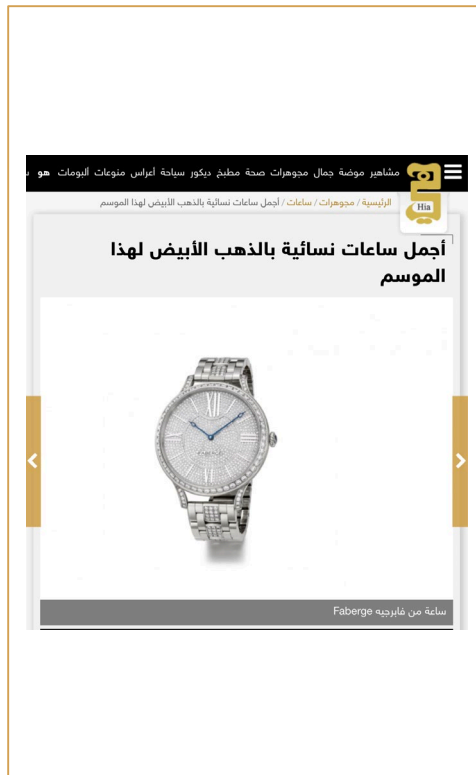 مشاهير موضة جمال مجوهرات صحة مطبخ ديكور سياحة أعراس منوعات ألبومات هو
Hia
الرئيسية / مجوهرات / ساعات / أجمل ساعات نسائية بالذهب الأبيض لهذا الموسم
أجمل ساعات نسائية بالذهب الأبيض لهذا
الموسم
ساعة من فابرجيه Faberge